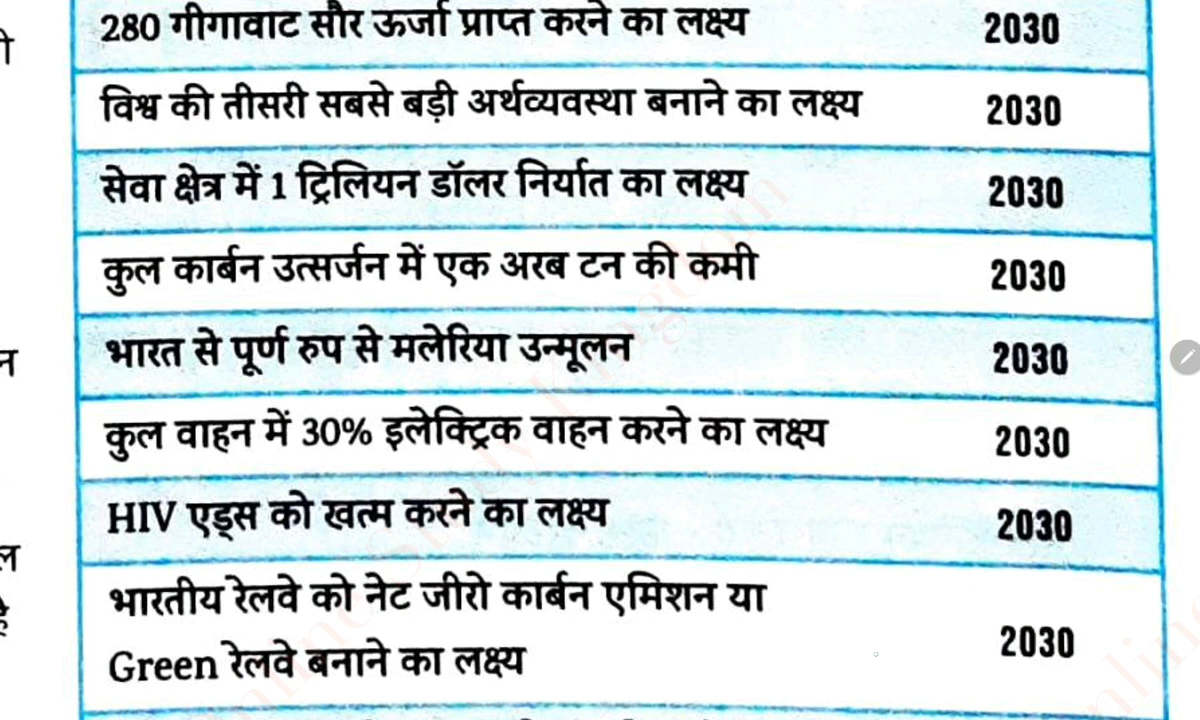 280 गीगावाट सौर ऊर्जा प्राप्त करने का लक्ष्य 2030
विश्व की तीसरी सबसे बड़ी अर्थव्यवस्था बनाने का लक्ष्य 2030
सेवा क्षेत्र में 1 ट्रिलियन डॉलर निर्यात का लक्ष्य 2030
कुल कार्बन उत्सर्जन में एक अरब टन की कमी 2030
भारत से पूर्ण रुप से मलेरिया उन्मूलन 2030
कुल वाहन में 30% इलेक्ट्रिक वाहन करने का लक्ष्य 2030
HIV एड्स को खत्म करने का लक्ष्य 2030
भारतीय रेलवे को नेट जीरो कार्बन एमिशन या
Green रेलवे बनाने का लक्ष्य 2030